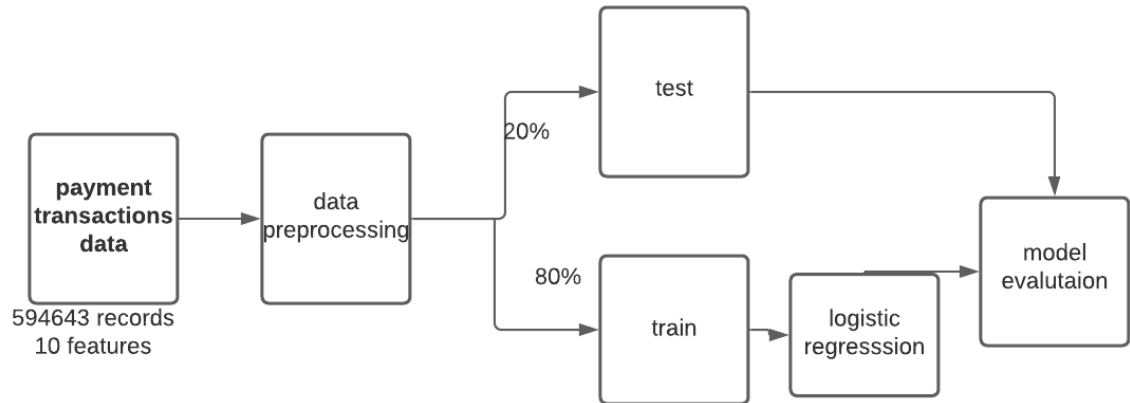 payment
transactions
data
594643 records
10 features
data
preprocessing
20%
80%
test
train
logistic
regresssion
model
evalutaion